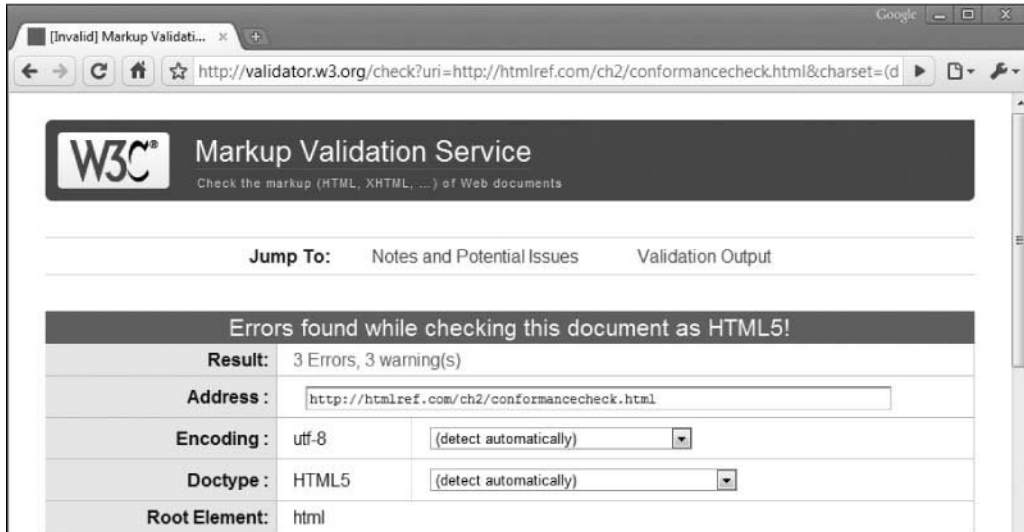 Google
[Invalid] Markup Validati...
http://validator.w3.org/check?uri=http://htmlref.com/ch2/conformancecheck.html&charset=(d
W3C®
Markup Validation Service
Check the markup (HTML, XHTML, ...) of Web documents
Jump To: Notes and Potential Issues Validation Output
Errors found while checking this document as HTML5!
Result: 3 Errors, 3 warning(s)
Address : http://htmlref.com/ch2/conformancecheck.html
Encoding : utf-8 (detect automatically)
Doctype : HTML5 (detect automatically)
Root Element: html